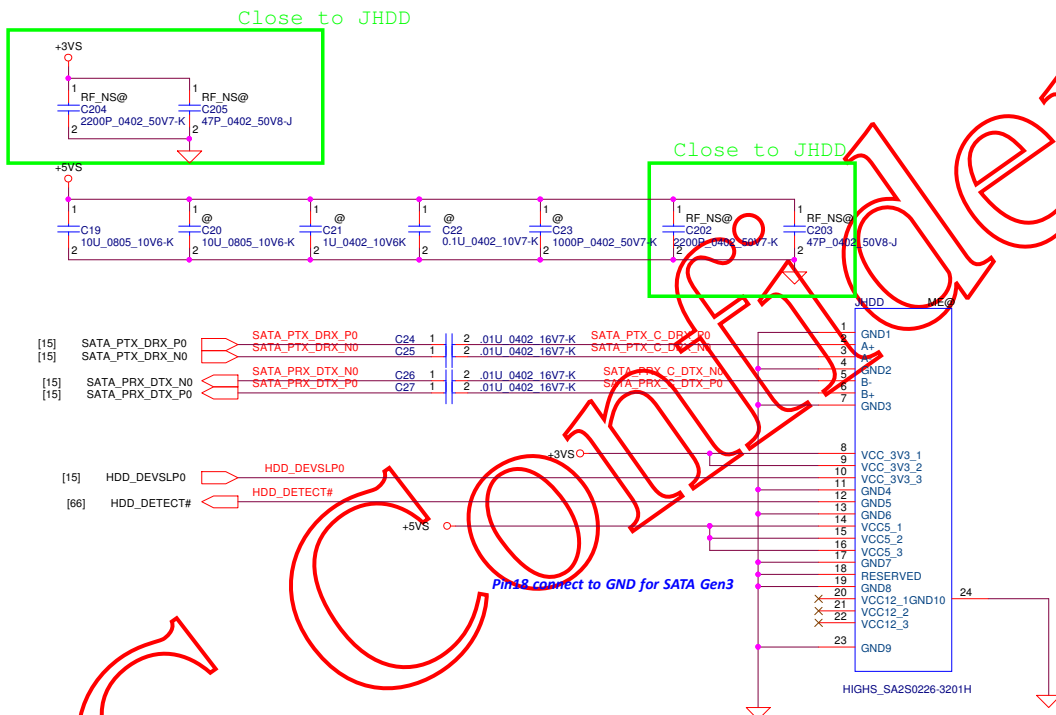 Close to JHDD
+3VS
1 RF_NS@ 1 RF_NS@
C204 C205
2200P_0402_50V7-K 47P_0402_50V8-J
2 2
Close to JHDD
+5VS
1 1 @ 1 @ 1 @ 1 @ 1 RF_NS@ 1 RF_NS@
C19 C20 C21 C22 C23 C202 C203
10U_0805_10V6-K 10U_0805_10V6-K 1U_0402_10V6K 0.1U_0402_10V7-K 1000P_0402_50V7-K 2200P_0402_50V7-K 47P_0402_50V8-J
2 2 2 2 2 2 2
JHDD ME@
[15] SATA_PTX_DRX_P0 SATA_PTX_DRX_P0 C24 1 2 .01U_0402_16V7-K SATA_PTX_C_DRX_P0
[15] SATA_PTX_DRX_N0 SATA_PTX_DRX_N0 C25 1 2 .01U_0402_16V7-K SATA_PTX_C_DRX_N0
[15] SATA_PRX_DTX_N0 SATA_PRX_DTX_N0 C26 1 2 .01U_0402_16V7-K SATA_PRX_C_DTX_N0
[15] SATA_PRX_DTX_P0 SATA_PRX_DTX_P0 C27 1 2 .01U_0402_16V7-K SATA_PRX_C_DTX_P0
1 GND1
2 A+
3 A-
4 GND2
5 B-
6 B+
7 GND3
+3VS
8 VCC_3V3_1
9 VCC_3V3_2
[15] HDD_DEVSLP0 HDD_DEVSLP0 10 VCC_3V3_3
11 GND4
[66] HDD_DETECT# HDD_DETECT# 12 GND5
13 GND6
+5VS 14 VCC5_1
15 VCC5_2
16 VCC5_3
17 GND7
Pin18 connect to GND for SATA Gen3
18 RESERVED
19 GND8
20 VCC12_1 GND10 24
21 VCC12_2
22 VCC12_3
23 GND9
HIGHS_SA2S0226-3201H